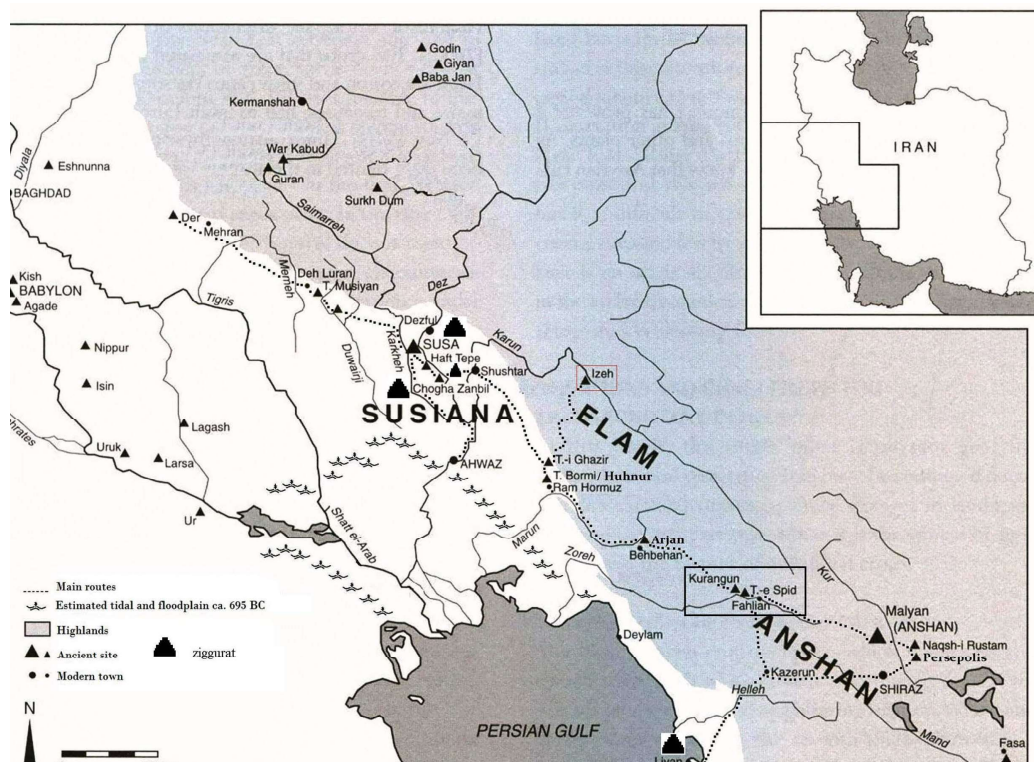 Godin
Giyan
Baba Jan
Kermanshah
War Kabud
Guran
Surkh Dum
Saimarreh
IRAN
Diyala
Eshnunna
BAGHDAD
Der
Mehran
Kish
BABYLON
Agade
Tigris
Memeh
Deh Luran
T. Musiyan
Dez
Dezful
SUSA
Haft Tepe
Karun
Duwairij
Karkheh
Chogha Zanbil
Shushtar
Izeh
Nippur
Isin
SUSIANA
ELAM
Lagash
Uruk
Larsa
AHWAZ
T.-i Ghazir
T. Bormi/ Huhnur
Ram Hormuz
Ur
Shatt el-Arab
Marun
Zoreh
Arjan
Behbehan
Kurangun
T.-e Spid
Fahlian
Kur
Malyan
(ANSHAN)
Naqsh-i Rustam
Persepolis
ANSHAN
Deylam
Kazerun
SHIRAZ
Helleh
Mand
Fasa
PERSIAN GULF
Liyan
Main routes
Estimated tidal and floodplain ca. 695 BC
Highlands
Ancient site
ziggurat
Modern town
N